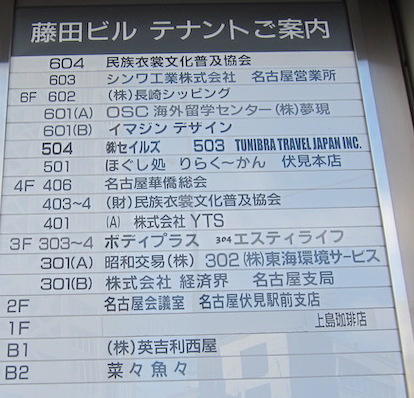 藤田ビル テナントご案内
604 民族衣裳文化普及協会
603 シンワ工業株式会社 名古屋営業所
6F 602 (株)長崎シッピング
601(A) OSC海外留学センター(株)夢現
601(B) イマジン デザイン
504 ㈱セイルズ 503 TUNIBRA TRAVEL JAPAN INC.
501 ほぐし処 りらく〜かん 伏見本店
4F 406 名古屋華僑総会
403~4 (財)民族衣裳文化普及協会
401 (A) 株式会社 YTS
3F 303~4 ボディプラス 304 エスティライフ
301(A) 昭和交易(株) 302 (株)東海環境サービス
301(B) 株式会社 経済界 名古屋支局
2F 名古屋会議室 名古屋伏見駅前支店
1F 上島珈琲店
B1 (株)英吉利西屋
B2 菜々魚々